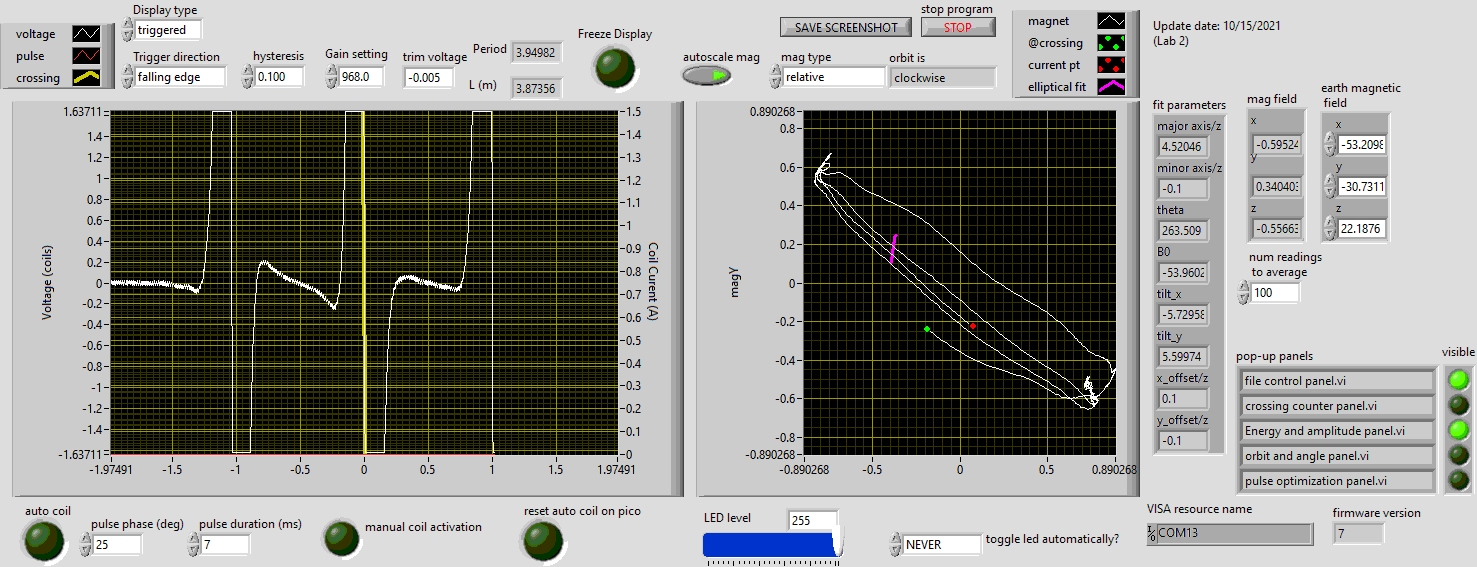 voltage
pulse
crossing
Display type
triggered
Trigger direction
falling edge
hysteresis
0.100
Gain setting
968.0
trim voltage
-0.005
Period
3.94982
L (m)
3.87356
Freeze Display
SAVE SCREENSHOT
stop program
STOP
autoscale mag
mag type
relative
orbit is
clockwise
magnet
@crossing
current pt
elliptical fit
Update date: 10/15/2021
(Lab 2)
Voltage (coils)
1.63711
1.4
1.2
1
0.8
0.6
0.4
0.2
0
-0.2
-0.4
-0.6
-0.8
-1
-1.2
-1.4
-1.63711
-1.97491
-1.5
-1
-0.5
0
0.5
1
1.5
1.97491
1.5
1.4
1.3
1.2
1.1
1
0.9
0.8
0.7
0.6
0.5
0.4
0.3
0.2
0.1
0
Coil Current (A)
magy
0.890268
0.8
0.6
0.4
0.2
0
-0.2
-0.4
-0.6
-0.8
-0.890268
-0.890268
-0.5
0
0.5
0.890268
fit parameters
major axis/z
4.52046
minor axis/z
-0.1
theta
263.509
B0
-53.9602
tilt_x
-5.72958
tilt_y
5.59974
x_offset/z
0.1
y_offset/z
-0.1
mag field
x
-0.59524
y
0.340403
z
-0.55663
earth magnetic
field
x
-53.2098
y
-30.7311
z
22.1876
num readings
to average
100
pop-up panels
visible
file control panel.vi
crossing counter panel.vi
Energy and amplitude panel.vi
orbit and angle panel.vi
pulse optimization panel.vi
auto coil
pulse phase (deg)
25
pulse duration (ms)
7
manual coil activation
reset auto coil on pico
LED level
255
NEVER
toggle led automatically?
VISA resource name
COM13
firmware version
7